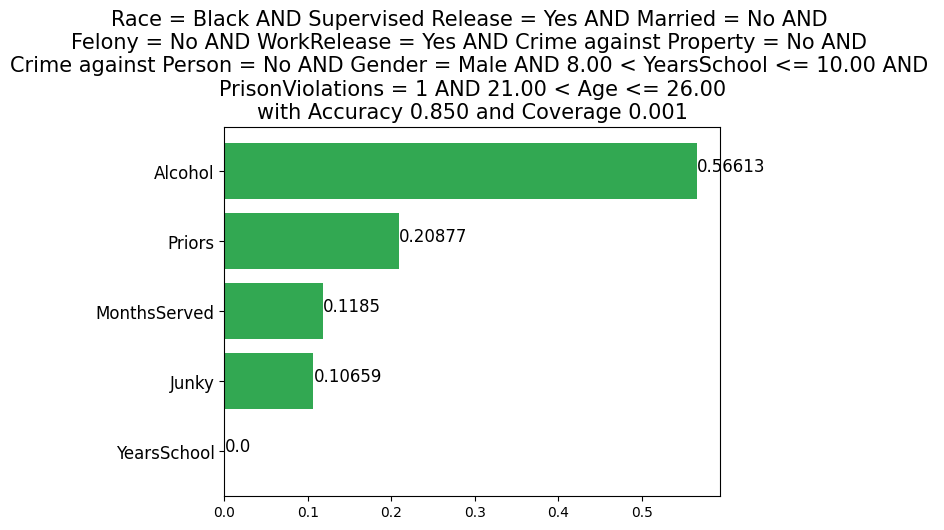 Race = Black AND Supervised Release = Yes AND Married = No AND
Felony = No AND WorkRelease = Yes AND Crime against Property = No AND
Crime against Person = No AND Gender = Male AND 8.00 < YearsSchool <= 10.00 AND
PrisonViolations = 1 AND 21.00 < Age <= 26.00
with Accuracy 0.850 and Coverage 0.001
Alcohol 0.56613
Priors 0.20877
MonthsServed 0.1185
Junky 0.10659
YearsSchool 0.0
0.0 0.1 0.2 0.3 0.4 0.5